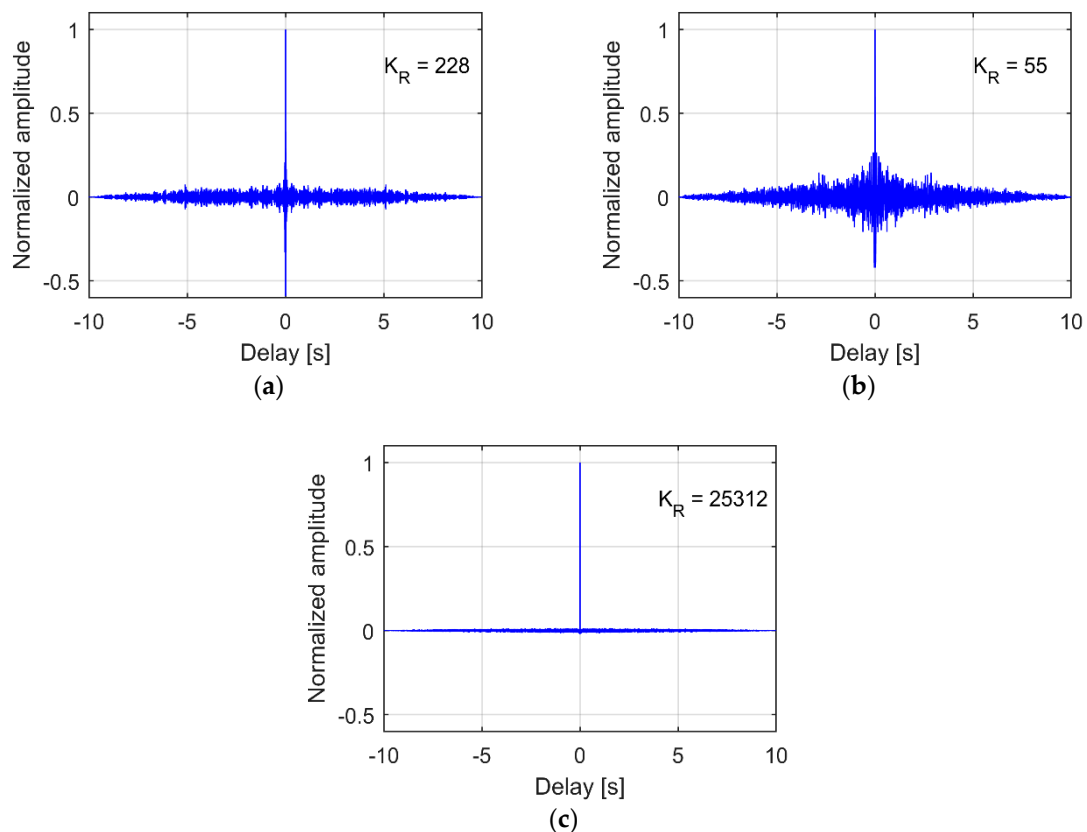 Normalized amplitude
1
0.5
0
-0.5
K_R = 228
-10
-5
0
5
10
Delay [s]
(a)
Normalized amplitude
1
0.5
0
-0.5
K_R = 55
-10
-5
0
5
10
Delay [s]
(b)
Normalized amplitude
1
0.5
0
-0.5
K_R = 25312
-10
-5
0
5
10
Delay [s]
(c)